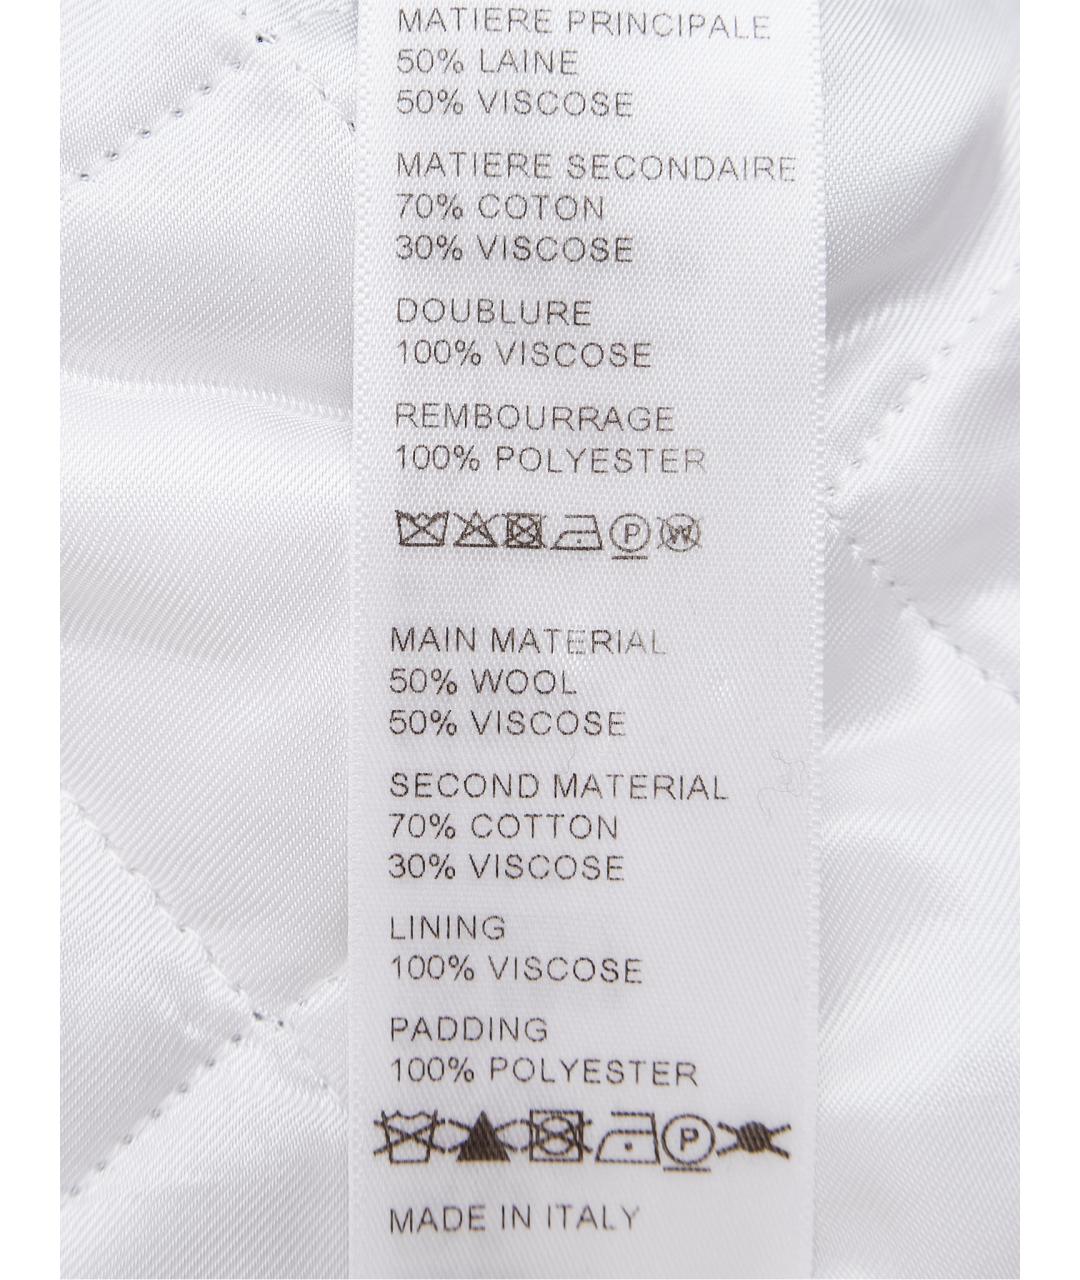 MATIERE PRINCIPALE
50% LAINE
50% VISCOSE
MATIERE SECONDAIRE
70% COTON
30% VISCOSE
DOUBLURE
100% VISCOSE
REMBOURRAGE
100% POLYESTER
P W
MAIN MATERIAL
50% WOOL
50% VISCOSE
SECOND MATERIAL
70% COTTON
30% VISCOSE
LINING
100% VISCOSE
PADDING
100% POLYESTER
P
MADE IN ITALY